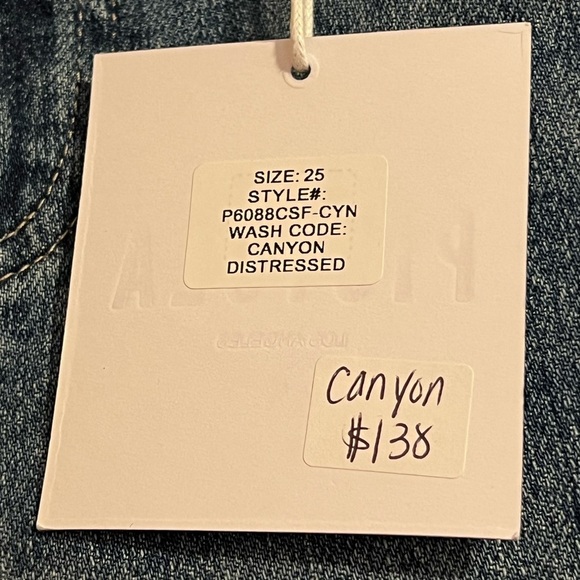 SIZE: 25
STYLE#:
P6088CSF-CYN
WASH CODE:
CANYON
DISTRESSED
Canyon
$138